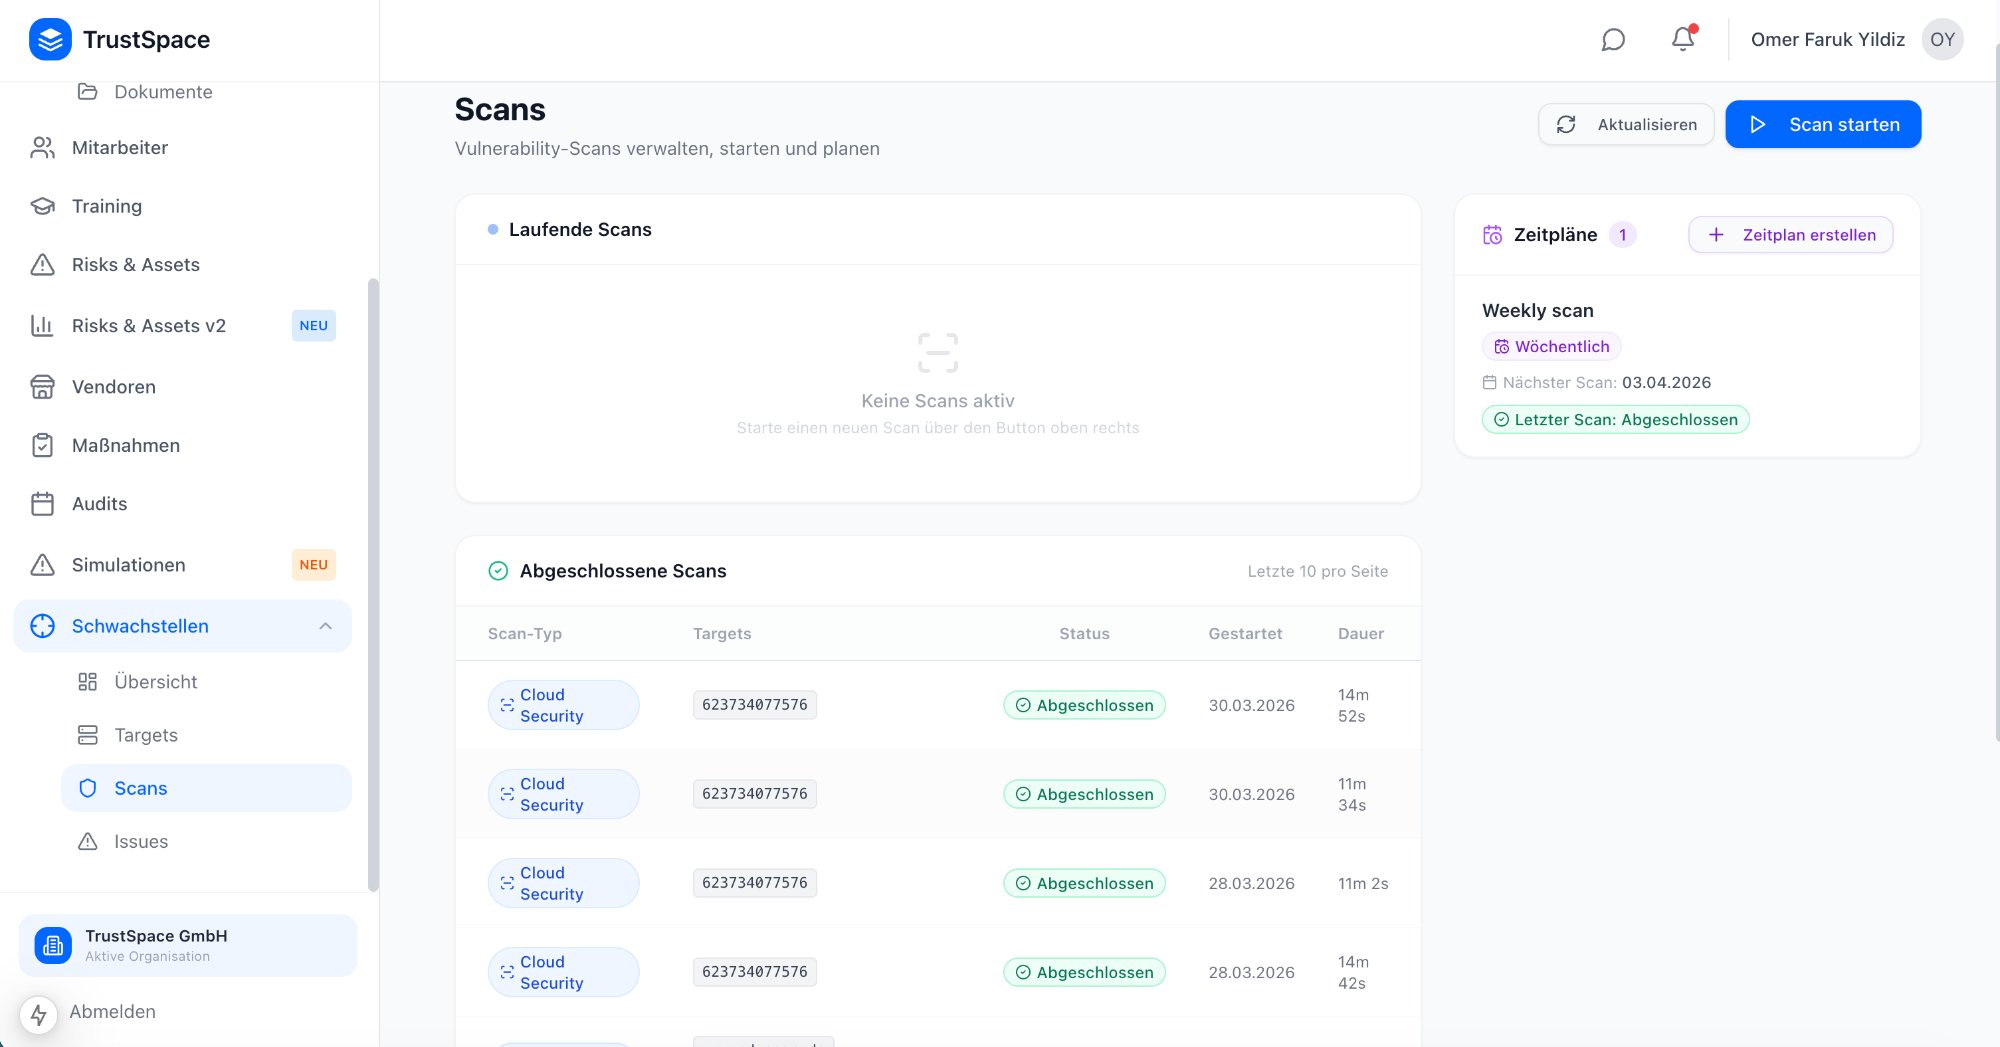 TrustSpace
Omer Faruk Yildiz
OY
Dokumente
Mitarbeiter
Training
Risks & Assets
Risks & Assets v2
NEU
Vendoren
Maßnahmen
Audits
Simulationen
NEU
Schwachstellen
Übersicht
Targets
Scans
Issues
TrustSpace GmbH
Aktive Organisation
Abmelden
Scans
Vulnerability-Scans verwalten, starten und planen
Aktualisieren
Scan starten
Laufende Scans
Keine Scans aktiv
Starte einen neuen Scan über den Button oben rechts
Zeitpläne 1
Zeitplan erstellen
Weekly scan
Wöchentlich
Nächster Scan: 03.04.2026
Letzter Scan: Abgeschlossen
Abgeschlossene Scans
Letzte 10 pro Seite
Scan-Typ Targets Status Gestartet Dauer
Cloud Security 623734077576 Abgeschlossen 30.03.2026 14m 52s
Cloud Security 623734077576 Abgeschlossen 30.03.2026 11m 34s
Cloud Security 623734077576 Abgeschlossen 28.03.2026 11m 2s
Cloud Security 623734077576 Abgeschlossen 28.03.2026 14m 42s